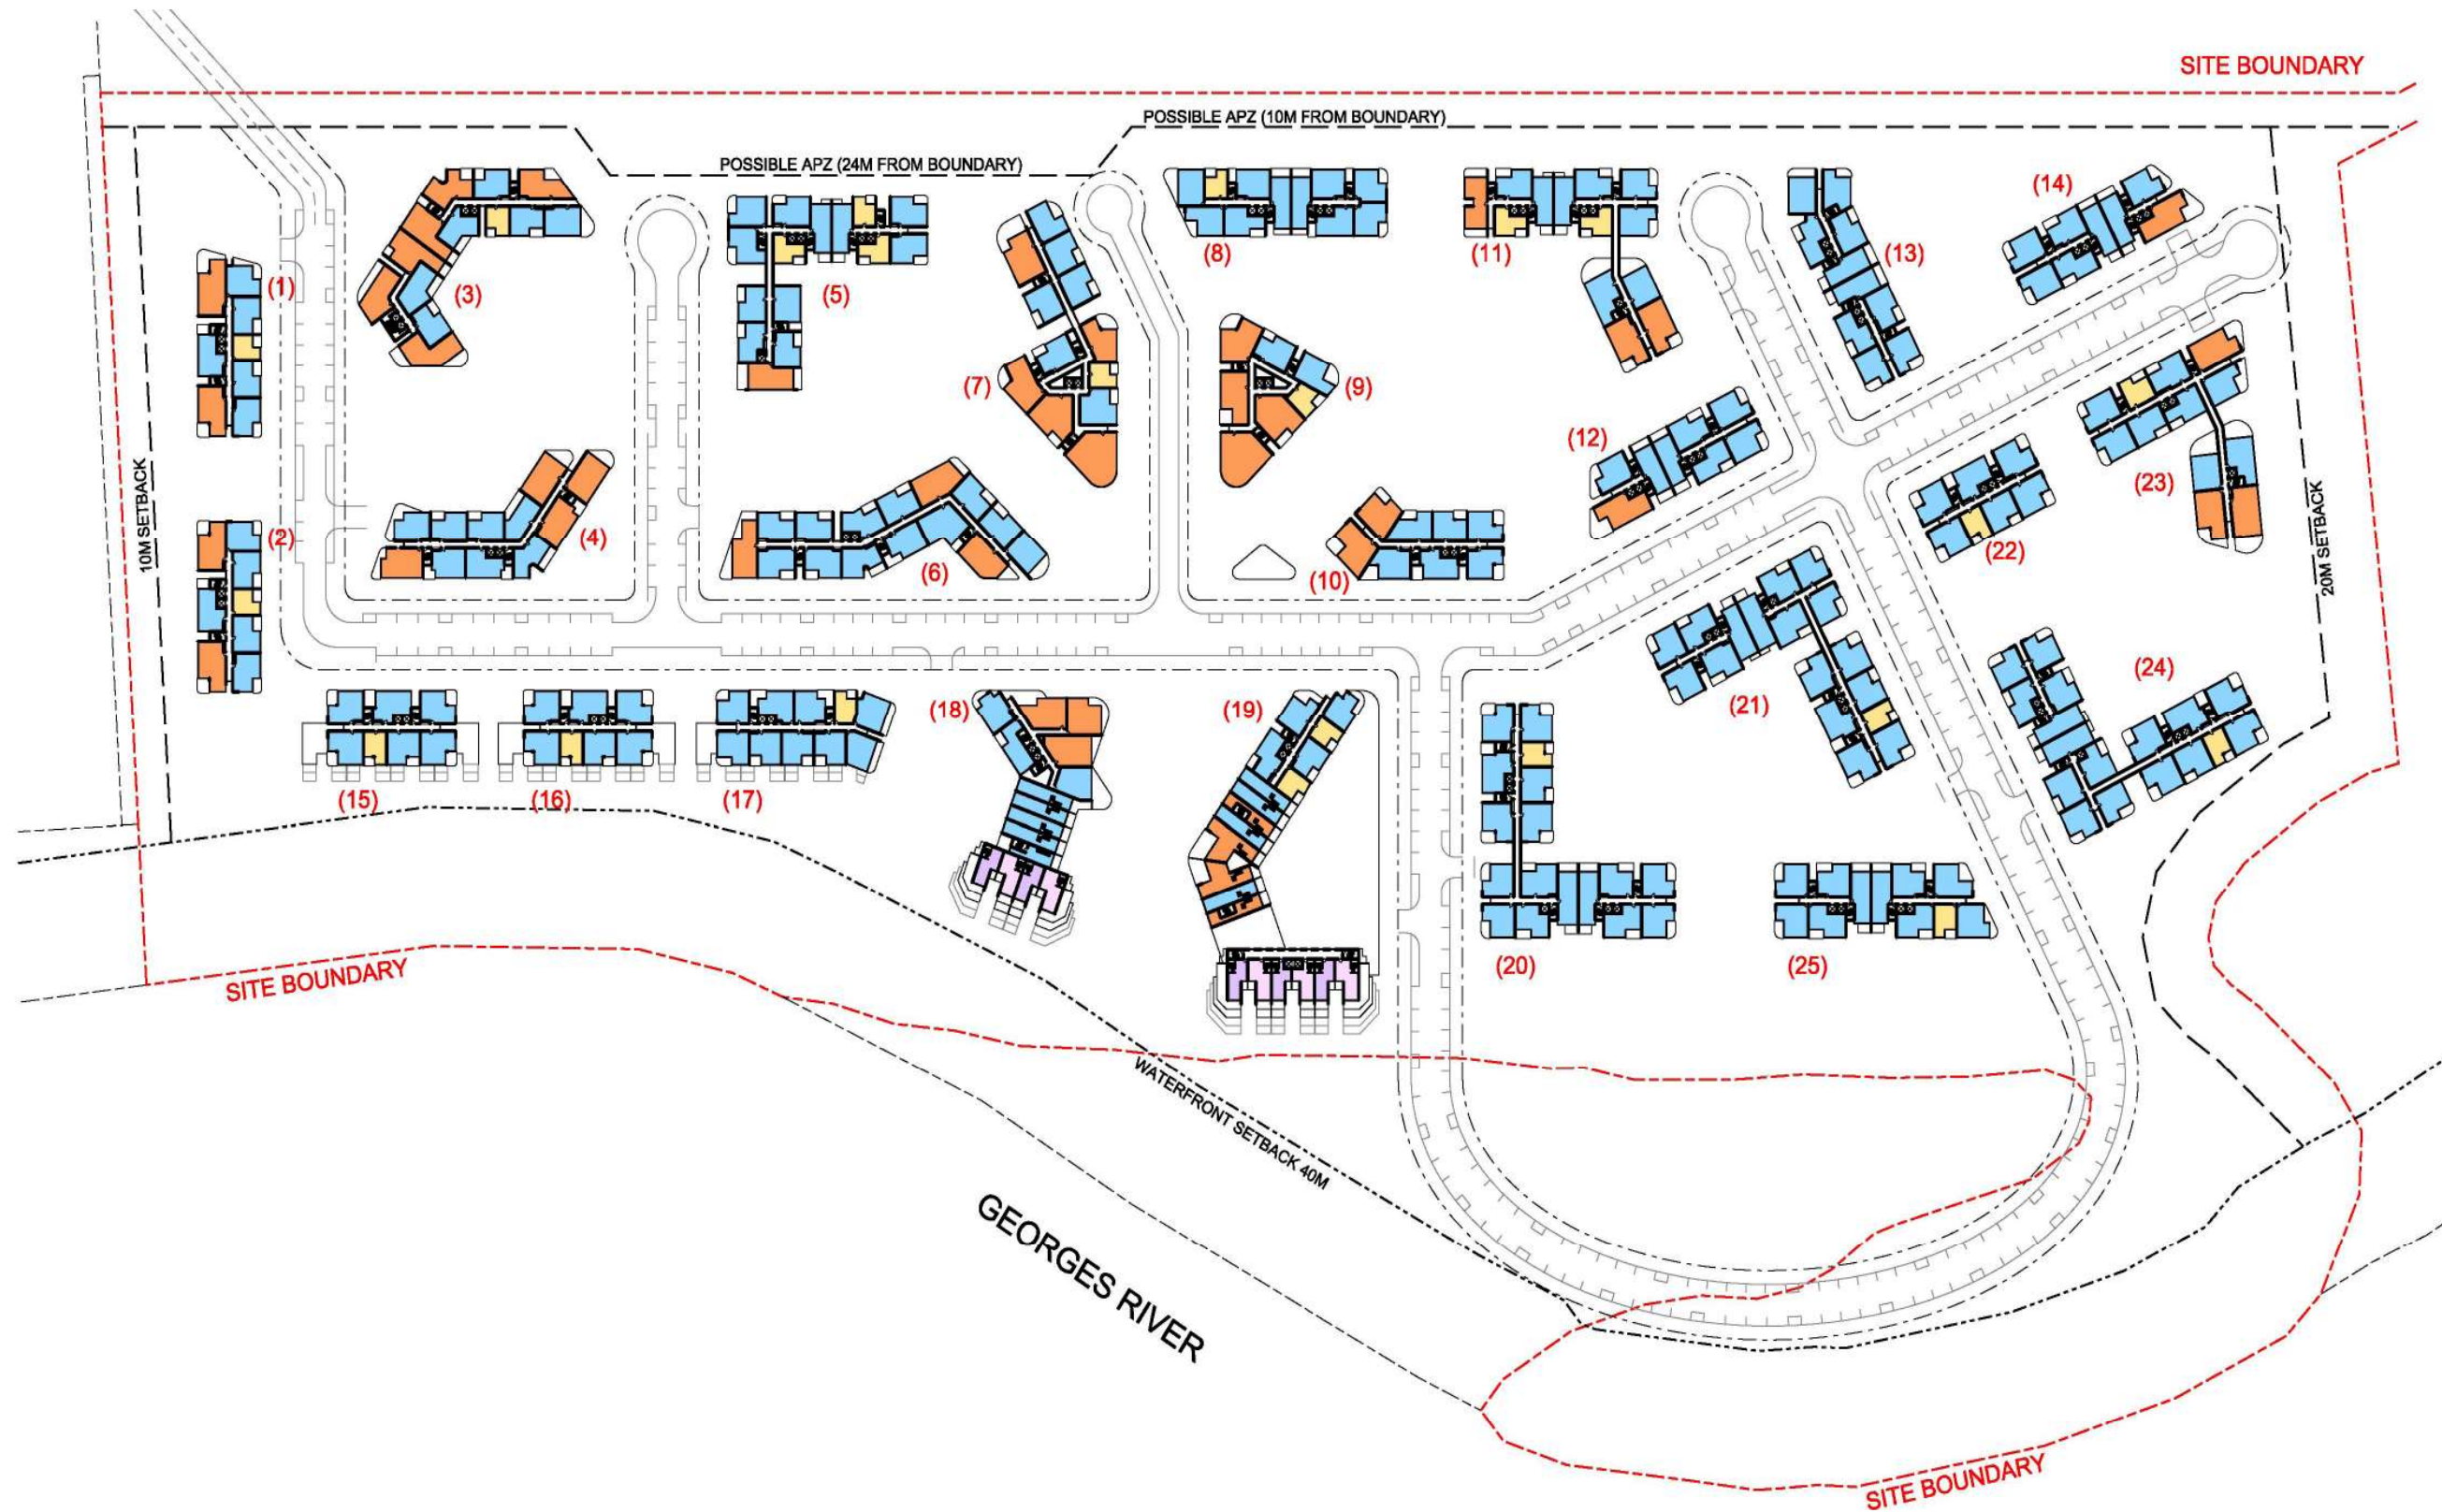 SITE BOUNDARY
POSSIBLE APZ (10M FROM BOUNDARY)
POSSIBLE APZ (24M FROM BOUNDARY)
(14)
(8)
(11)
(13)
(1)
(3)
(5)
(7)
(9)
(12)
10M SETBACK
(23)
20M SETBACK
(2)
(4)
(6)
(10)
(22)
(24)
(18)
(19)
(21)
(15)
(16)
(17)
SITE BOUNDARY
(20)
(25)
WATERFRONT SETBACK 40M
GEORGES RIVER
SITE BOUNDARY